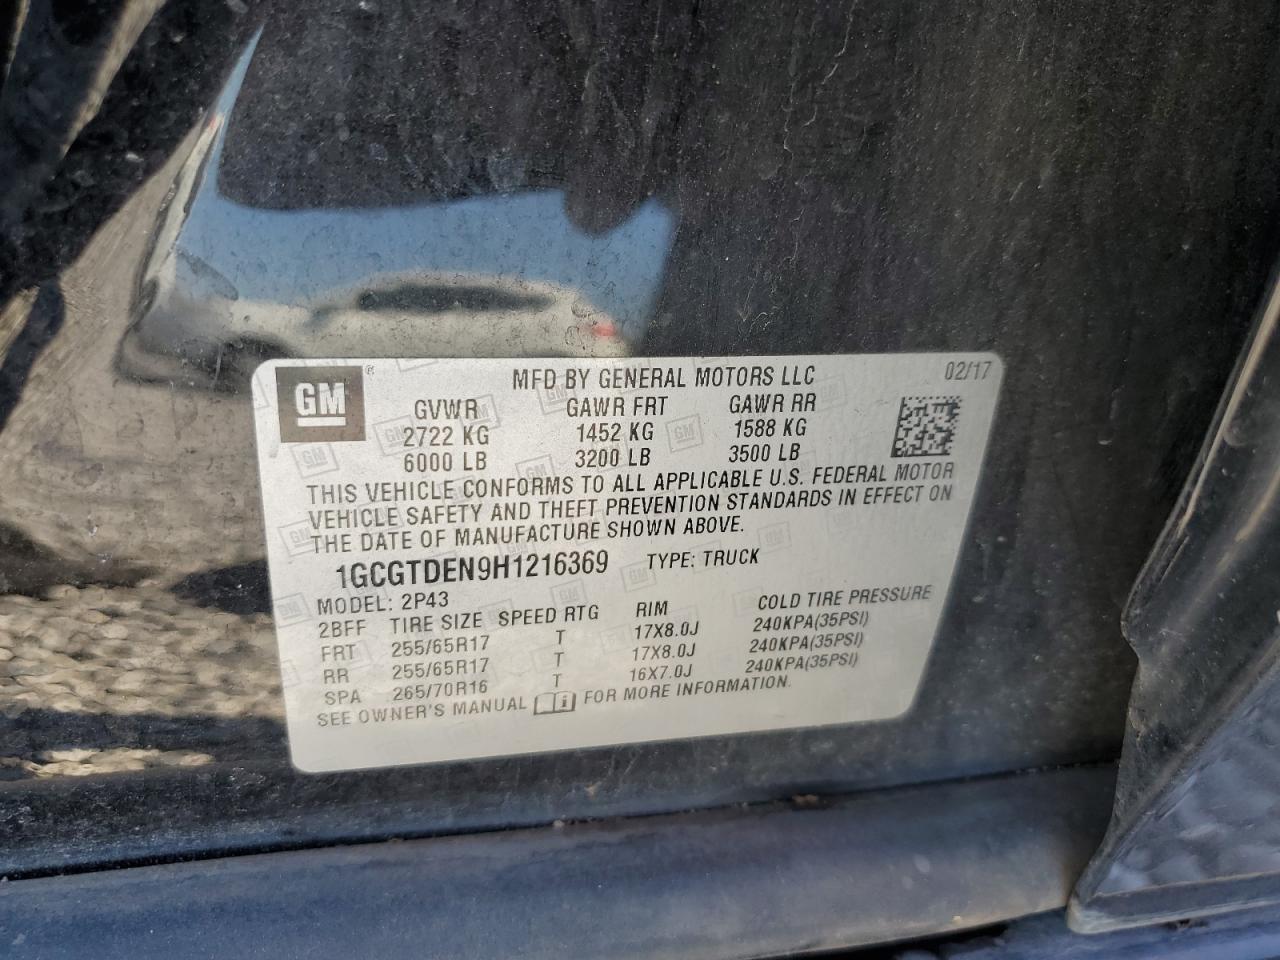 GM ® MFD BY GENERAL MOTORS LLC 02/17
GVWR GAWR FRT GAWR RR
2722 KG 1452 KG 1588 KG
6000 LB 3200 LB 3500 LB
THIS VEHICLE CONFORMS TO ALL APPLICABLE U.S. FEDERAL MOTOR
VEHICLE SAFETY AND THEFT PREVENTION STANDARDS IN EFFECT ON
THE DATE OF MANUFACTURE SHOWN ABOVE.
1GCGTDEN9H1216369 TYPE: TRUCK
MODEL: 2P43
2BFF TIRE SIZE SPEED RTG RIM COLD TIRE PRESSURE
FRT 255/65R17 T 17X8.0J 240KPA(35PSI)
RR 255/65R17 T 17X8.0J 240KPA(35PSI)
SPA 265/70R16 T 16X7.0J 240KPA(35PSI)
SEE OWNER'S MANUAL i FOR MORE INFORMATION.